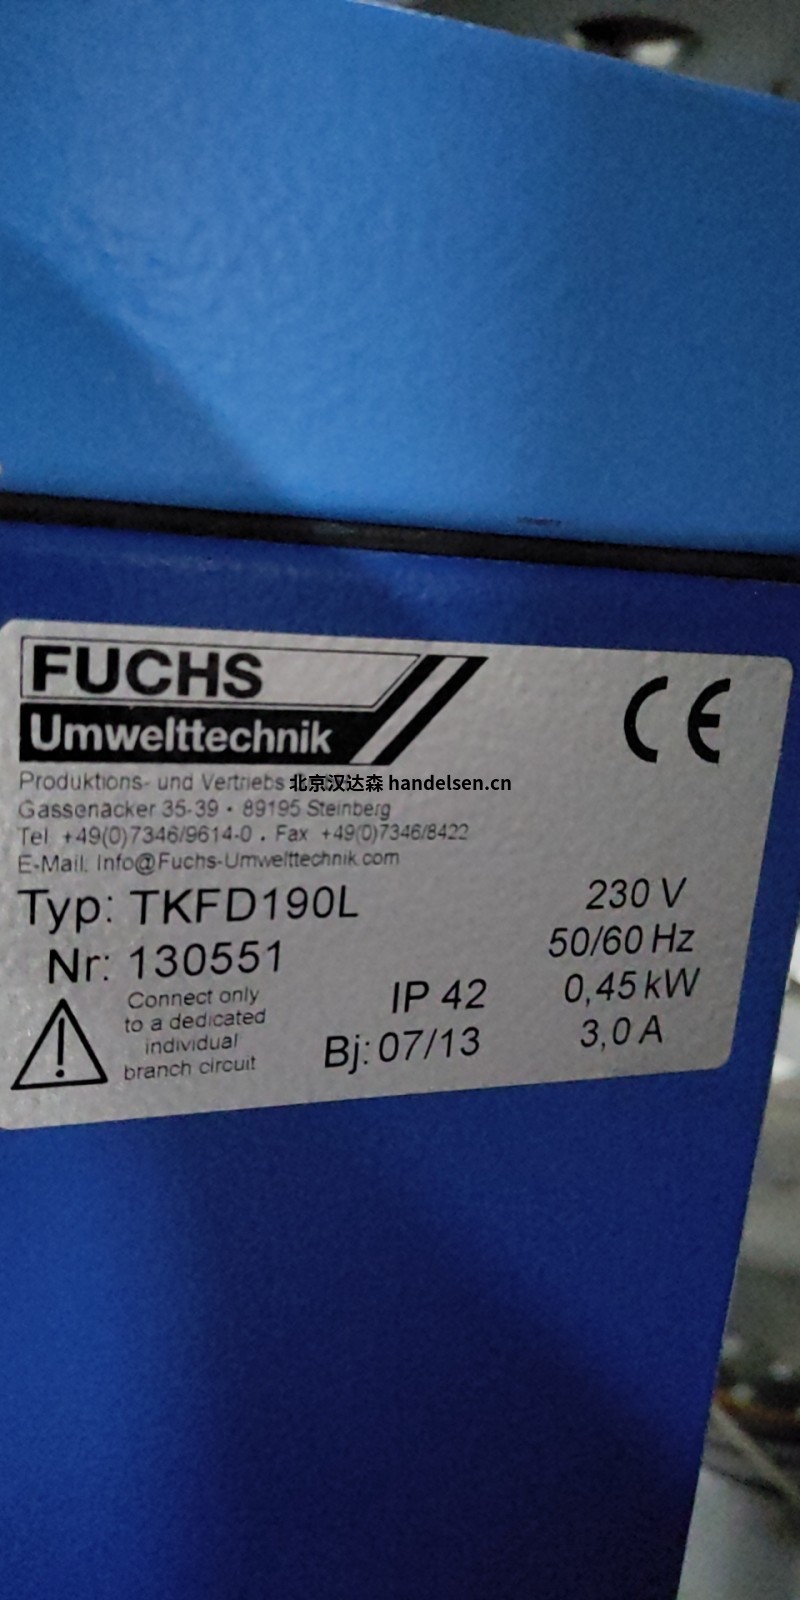 FUCHS
Umwelttechnik
CE
Produktions- und Vertriebs
北京汉达森 handelsen.cn
Gassenäcker 35-39 • 89195 Steinberg
Tel +49(0)7346/9614-0 . Fax +49(0)7346/8422
E-Mail: Info@Fuchs-Umwelttechnik.com
Typ: TKFD190L 230 V
Nr: 130551 50/60 Hz
IP 42 0,45 kW
Bj: 07/13 3,0 A
Connect only
to a dedicated
individual
branch circuit